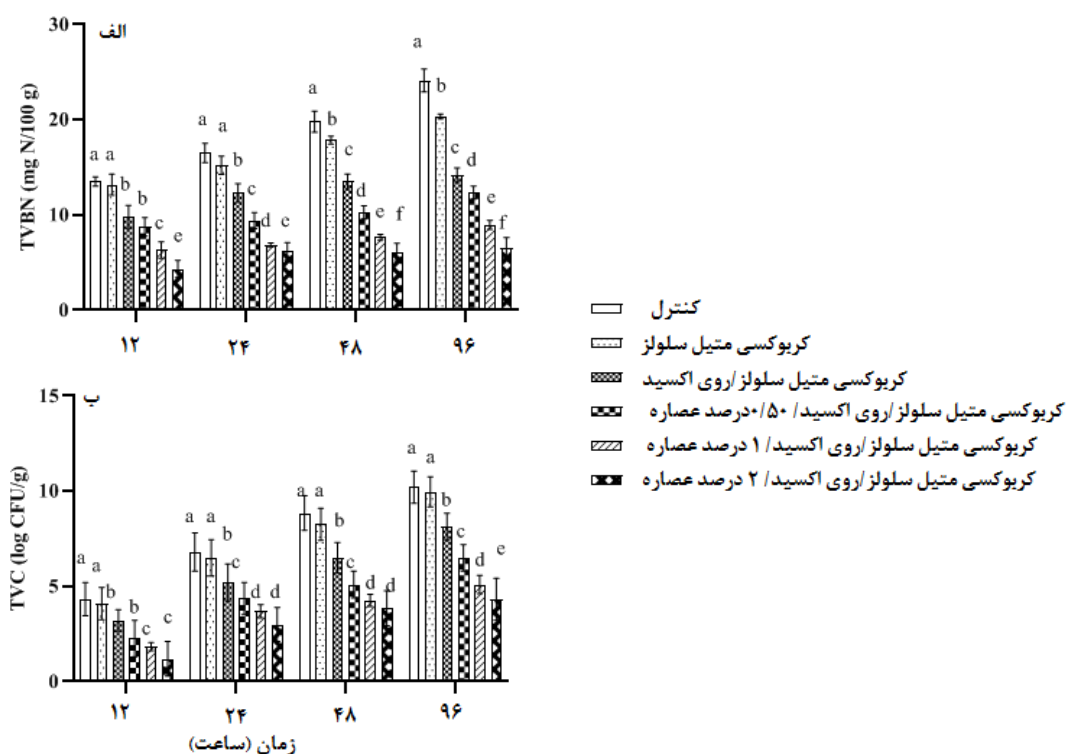 الف
30
20
10
0
TVBN (mg N/100 g)
a a b b c e
a a b c d e
a b c d e f
a b c d e f
۱۲ ۲۴ ۴۸ ۹۶
ب
15
10
5
0
TVC (log CFU/g)
a a b b c c
a a b c d d
a a b c d d
a a b c d e
۱۲ ۲۴ ۴۸ ۹۶
زمان (ساعت)
کنترل
کربوکسی متیل سلولز
کربوکسی متیل سلولز/روی اکسید
کربوکسی متیل سلولز/روی اکسید/ ۰/۵۰درصد عصاره
کربوکسی متیل سلولز/روی اکسید/ ۱ درصد عصاره
کربوکسی متیل سلولز/روی اکسید/ ۲ درصد عصاره